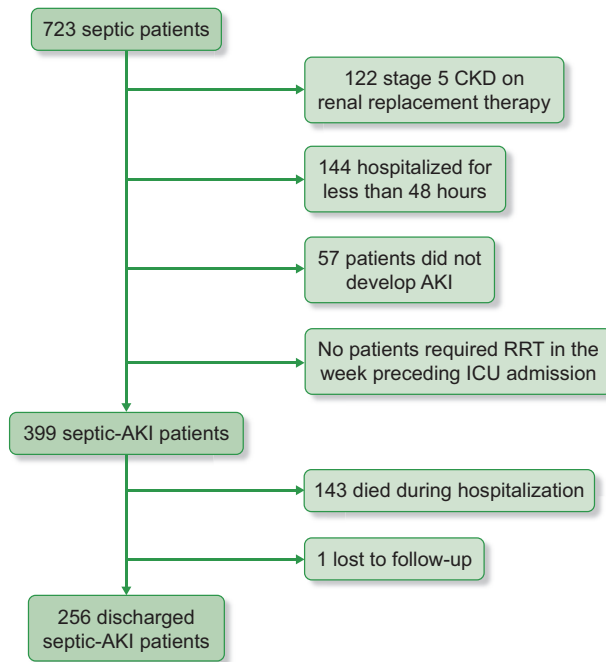 723 septic patients
122 stage 5 CKD on
renal replacement therapy
144 hospitalized for
less than 48 hours
57 patients did not
develop AKI
No patients required RRT in the
week preceding ICU admission
399 septic-AKI patients
143 died during hospitalization
1 lost to follow-up
256 discharged
septic-AKI patients